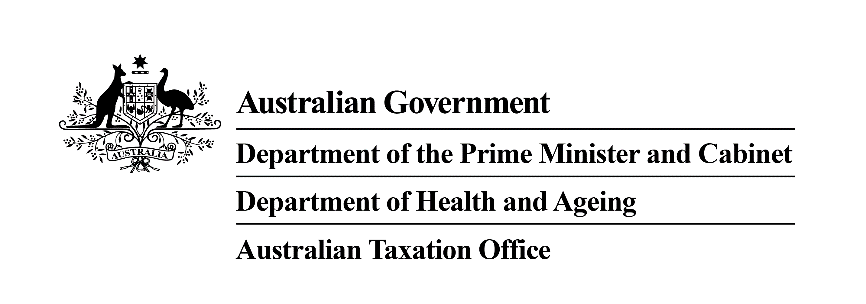 AUSTRALIA
Australian Government
Department of the Prime Minister and Cabinet
Department of Health and Ageing
Australian Taxation Office